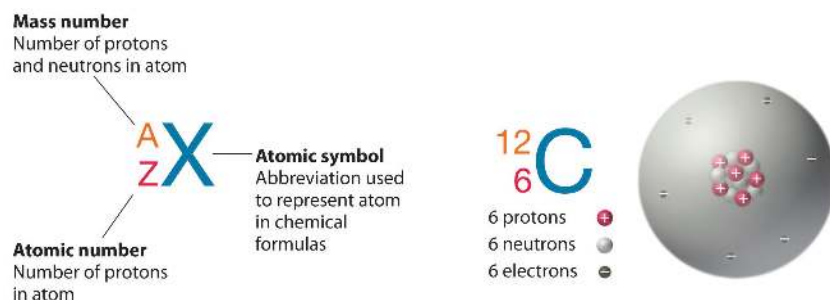 Mass number
Number of protons
and neutrons in atom
A
Z
X
Atomic symbol
Abbreviation used
to represent atom
in chemical
formulas
Atomic number
Number of protons
in atom
12
6
C
6 protons +
6 neutrons
6 electrons −